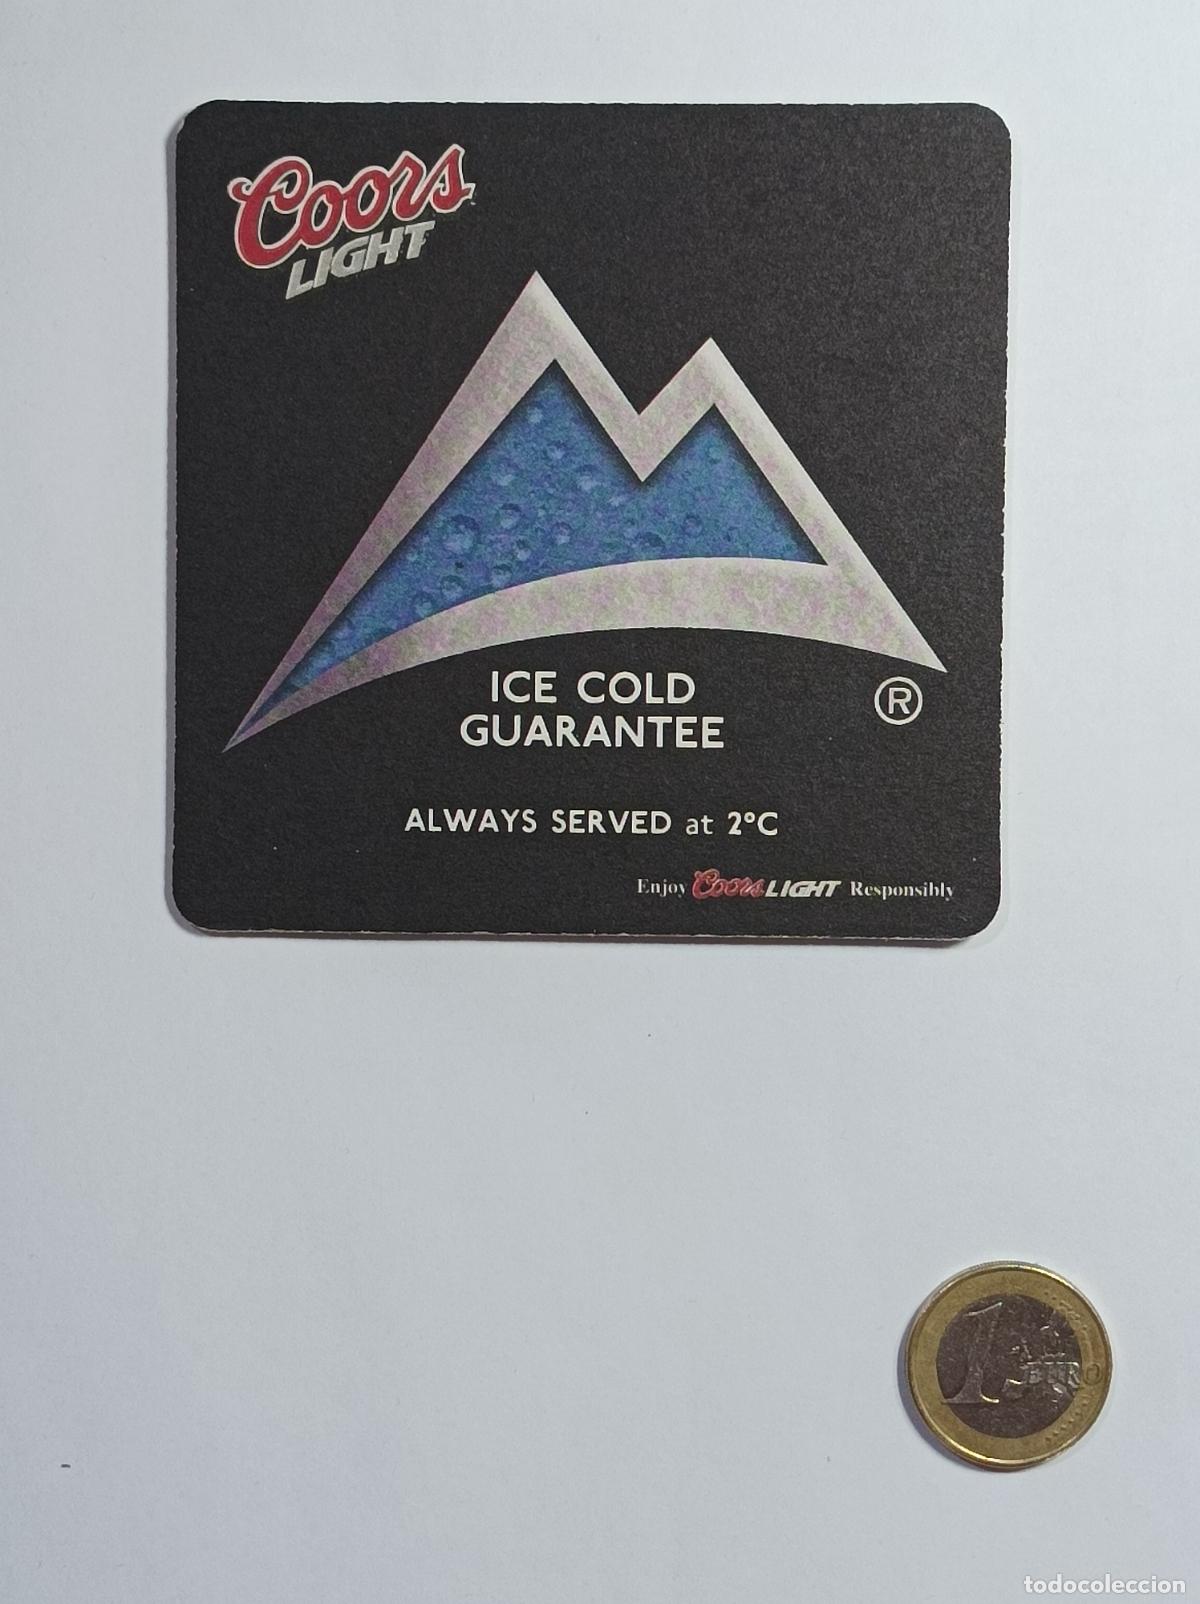 Coors
LIGHT
ICE COLD
GUARANTEE
®
ALWAYS SERVED at 2°C
Enjoy Coors LIGHT Responsibly
1 EURO
todocoleccion